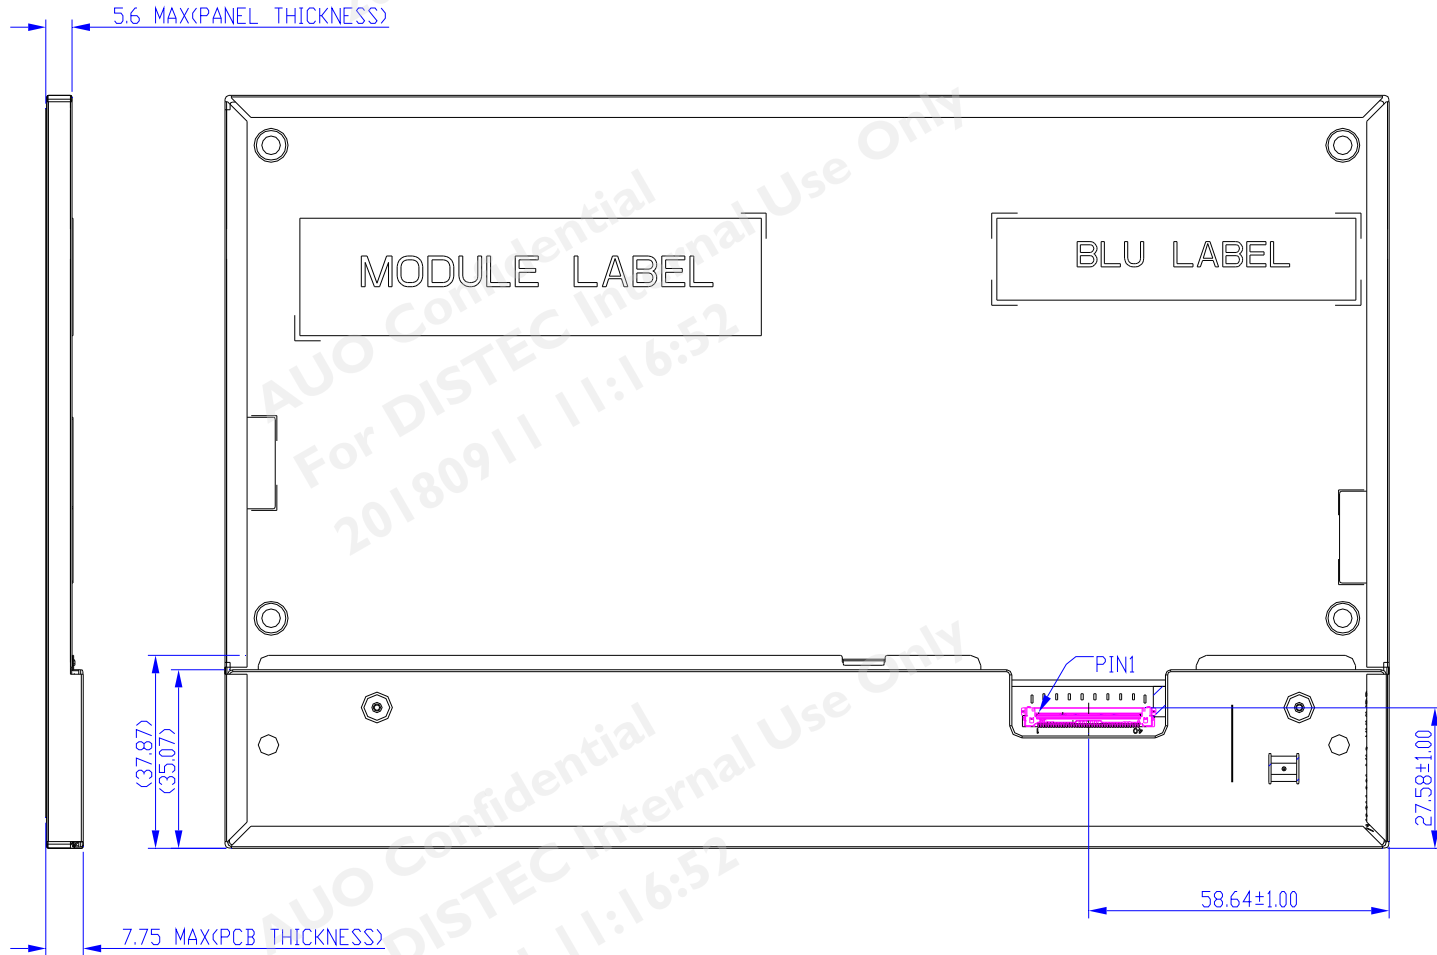 5.6 MAX(PANEL THICKNESS)
AUO Confidential
For DISTEC Internal Use Only
20180911 11:16:52
MODULE LABEL
BLU LABEL
PIN1
1
40
(37.87)
(35.07)
27.58±1.00
58.64±1.00
AUO Confidential
DISTEC Internal Use Only
11:16:52
7.75 MAX(PCB THICKNESS)